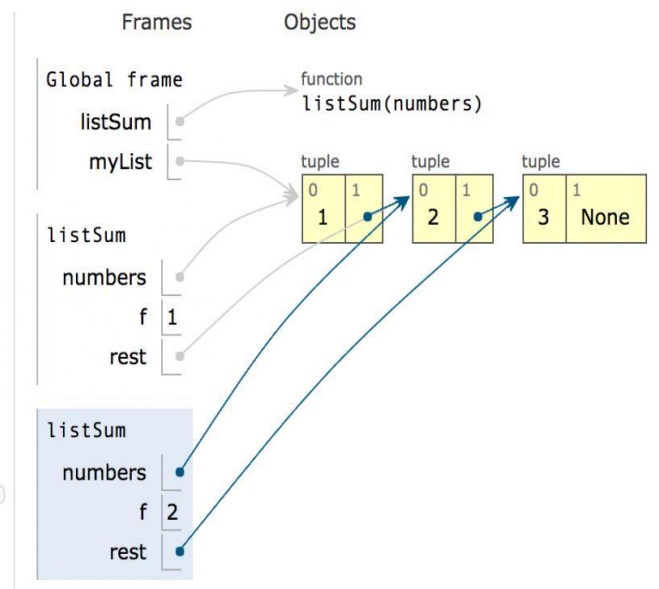 Frames Objects
Global frame
listSum
myList
function
listSum(numbers)
tuple tuple tuple
0 1 0 1 0 1
1 2 3 None
listSum
numbers
f 1
rest
listSum
numbers
f 2
rest